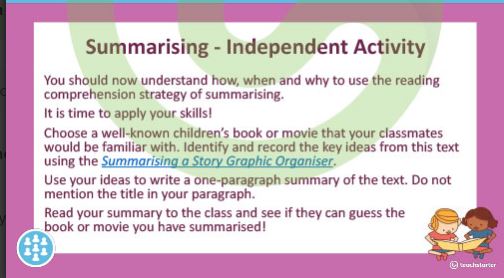 Summarising - Independent Activity
You should now understand how, when and why to use the reading
comprehension strategy of summarising.
It is time to apply your skills!
Choose a well-known children's book or movie that your classmates
would be familiar with. Identify and record the key ideas from this text
using the Summarising a Story Graphic Organiser.
Use your ideas to write a one-paragraph summary of the text. Do not
mention the title in your paragraph.
Read your summary to the class and see if they can guess the
book or movie you have summarised!
teachstarter